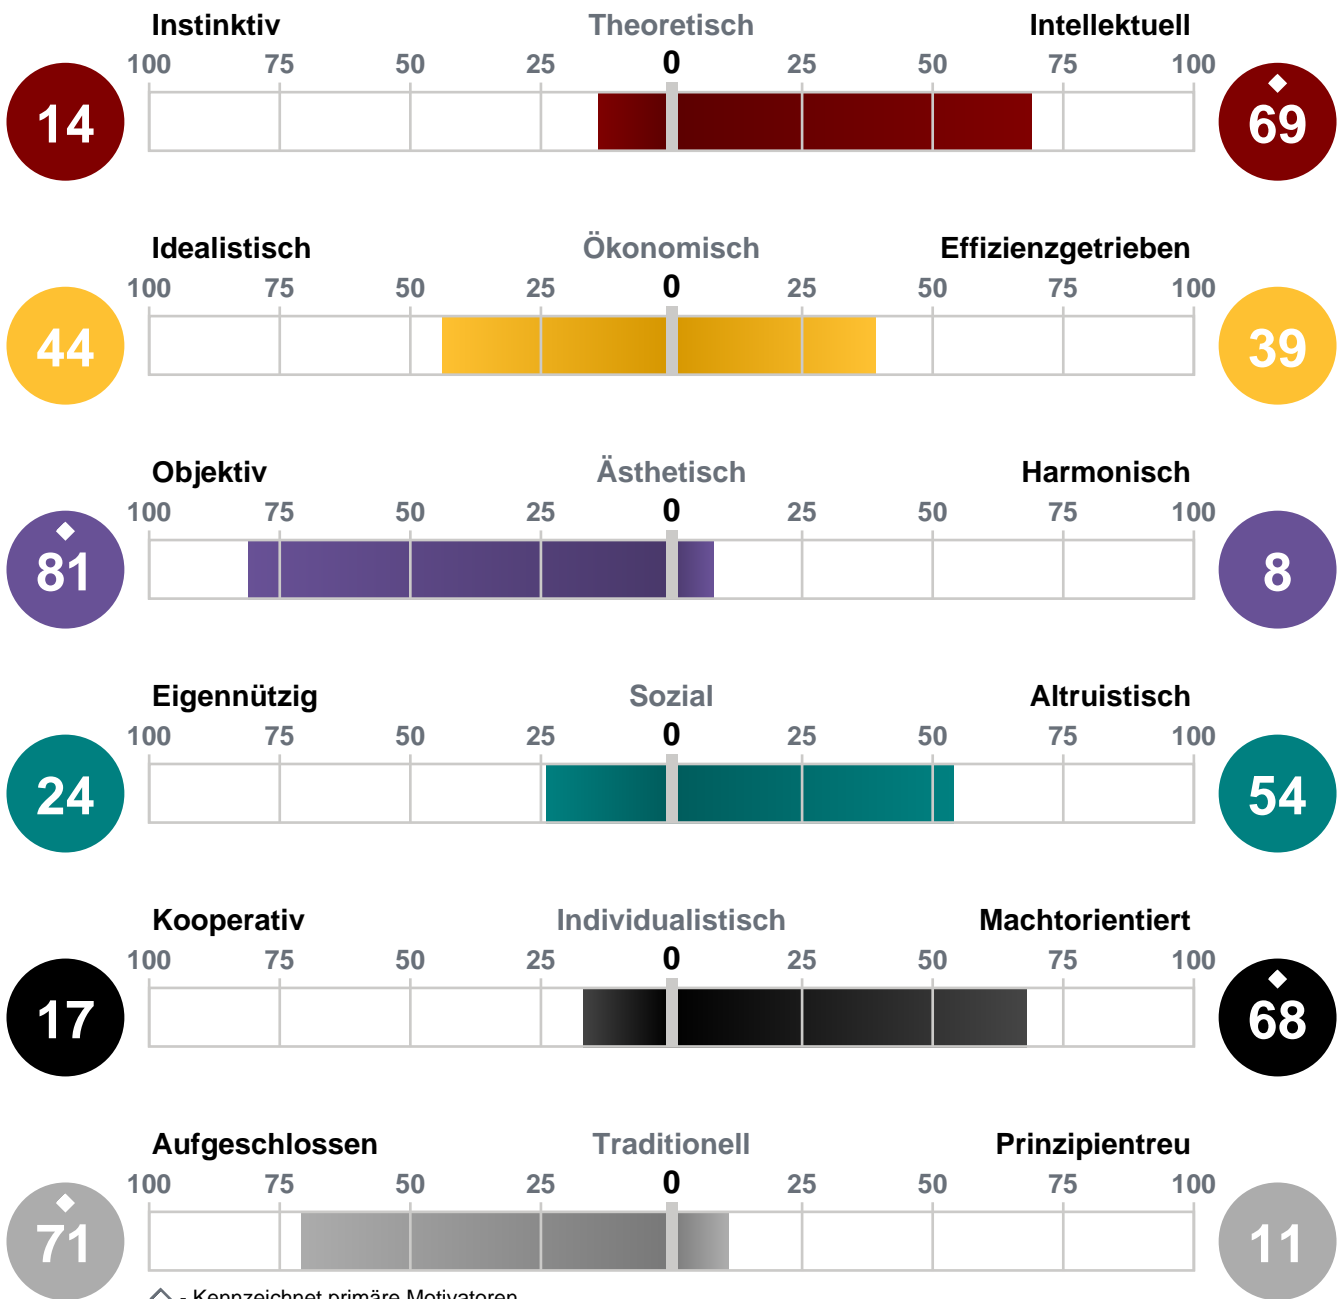 Instinktiv Theoretisch Intellektuell
100 75 50 25 0 25 50 75 100
14 69
Idealistisch Ökonomisch Effizienzgetrieben
100 75 50 25 0 25 50 75 100
44 39
Objektiv Ästhetisch Harmonisch
100 75 50 25 0 25 50 75 100
81 8
Eigennützig Sozial Altruistisch
100 75 50 25 0 25 50 75 100
24 54
Kooperativ Individualistisch Machtorientiert
100 75 50 25 0 25 50 75 100
17 68
Aufgeschlossen Traditionell Prinzipientreu
100 75 50 25 0 25 50 75 100
71 11
- Kennzeichnet primäre Motivatoren